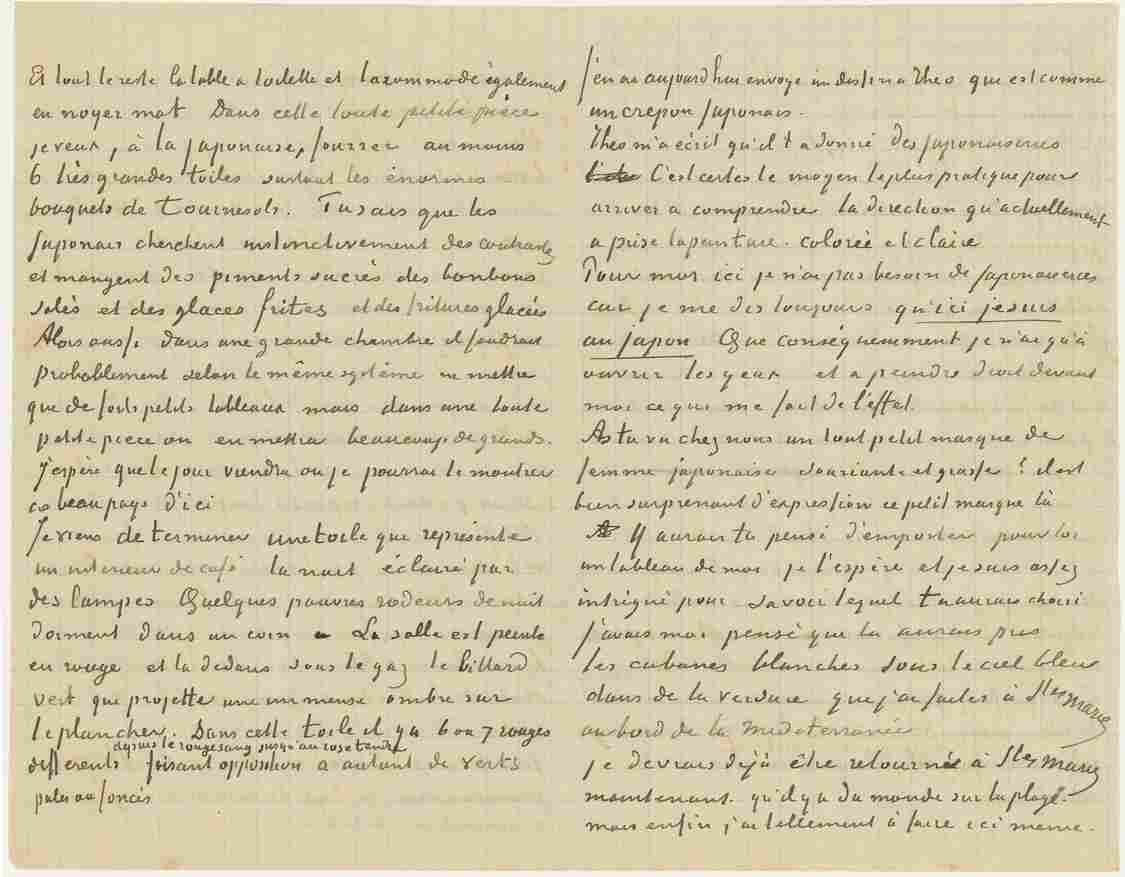 Et tout le reste la table a toilette et la commode également
en noyer mat Dans cette toute petite pièce
je veux, à la japonaise, fourrer au moins
6 très grandes toiles surtout les énormes
bouquets de tournesols. Tu sais que les
Japonais cherchent instinctivement des contrastes
et mangent des piments sucrés des bonbons
salés et des glaces frites et des fritures glacées
Alors aussi dans une grande chambre il faudrait
probablement selon le même système ne mettre
que de forts petits tableaux mais dans une toute
petite piece on en mettra beaucoup de grands.
J'espère que le jour viendra ou je pourrai te montrer
ce beau pays d'ici
Je viens de terminer une toile que représente
un interieur de café la nuit éclairé par
des lampes Quelques pauvres rodeurs de nuit
dorment dans un coin La salle est peinte
en rouge et là dedans sous le gaz le billard
vert que projette une immense ombre sur
le plancher. Dans cette toile il y a 6 ou 7 rouges
depuis le rouge sang jusqu'au rose tendre
differents faisant opposition a autant de verts
pales ou foncés
j'en ai aujourd hui envoyé un dessin a Theo que est comme
un crepon japonais.
Theo m'a écrit qu'il t a donné des japonaiseries
C'est certes le moyen le plus pratique pour
arriver a comprendre la direction qu'actuellement
a prise la peinture. colorée et claire
Pour moi ici je n'ai pas besoin de japonaiseries
car je me dis toujours qu'ici je suis
au japon Que conséquemment je n'ai qu'à
ouvrir les yeux et a peindre droit devant
moi ce que me fait de l'effet.
As tu vu chez nous un tout petit masque de
femme japonaise souriante et grasse ? il est
bien surprenant d'expression ce petit masque là
Y aurais tu pensé d'emporter pour toi
un tableau de moi je l'espère et je suis assez
intrigué pour savoir lequel tu aurais choisi
j'avais moi pensé que tu aurais pris
les cabanes blanches sous le ciel bleu
dans de la verdure que j'ai faites à Stes Maries
au bord de la Mediterranée
je devrais déjà être retourné à Stes Maries
maintenant. qu'il y a du monde sur la plage.
mais enfin j'ai tellement à faire ici meme.